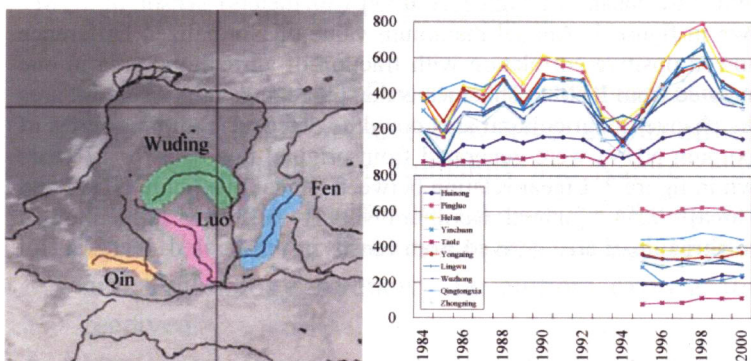 Wuding
Fen
Luo
Qin
800
600
400
200
0
800
600
400
200
0
Huinong
Pingluo
Helan
Yinchuan
Taole
Yongning
Lingwu
Wuzhong
Qingtongxia
Zhongning
1984
1986
1988
1990
1992
1994
1996
1998
2000